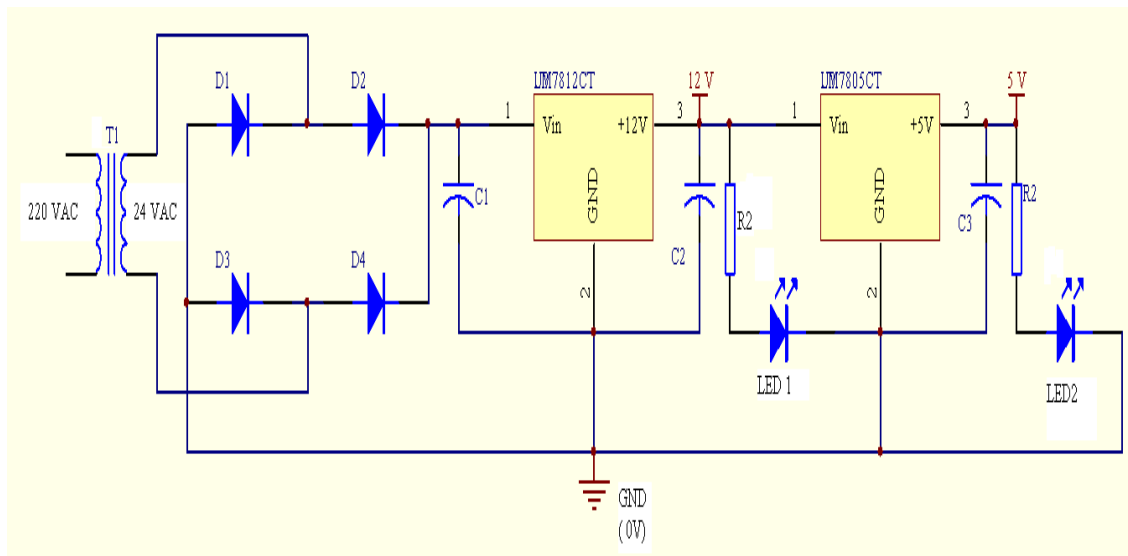 D1
D2
T1
220 VAC
24 VAC
D3
D4
C1
1
Vin
+12V
GND
2
3
12 V
C2
R2
LED 1
1
LM7805CT
Vin
+5V
GND
2
3
5 V
C3
R2
LED2
GND
( 0V)